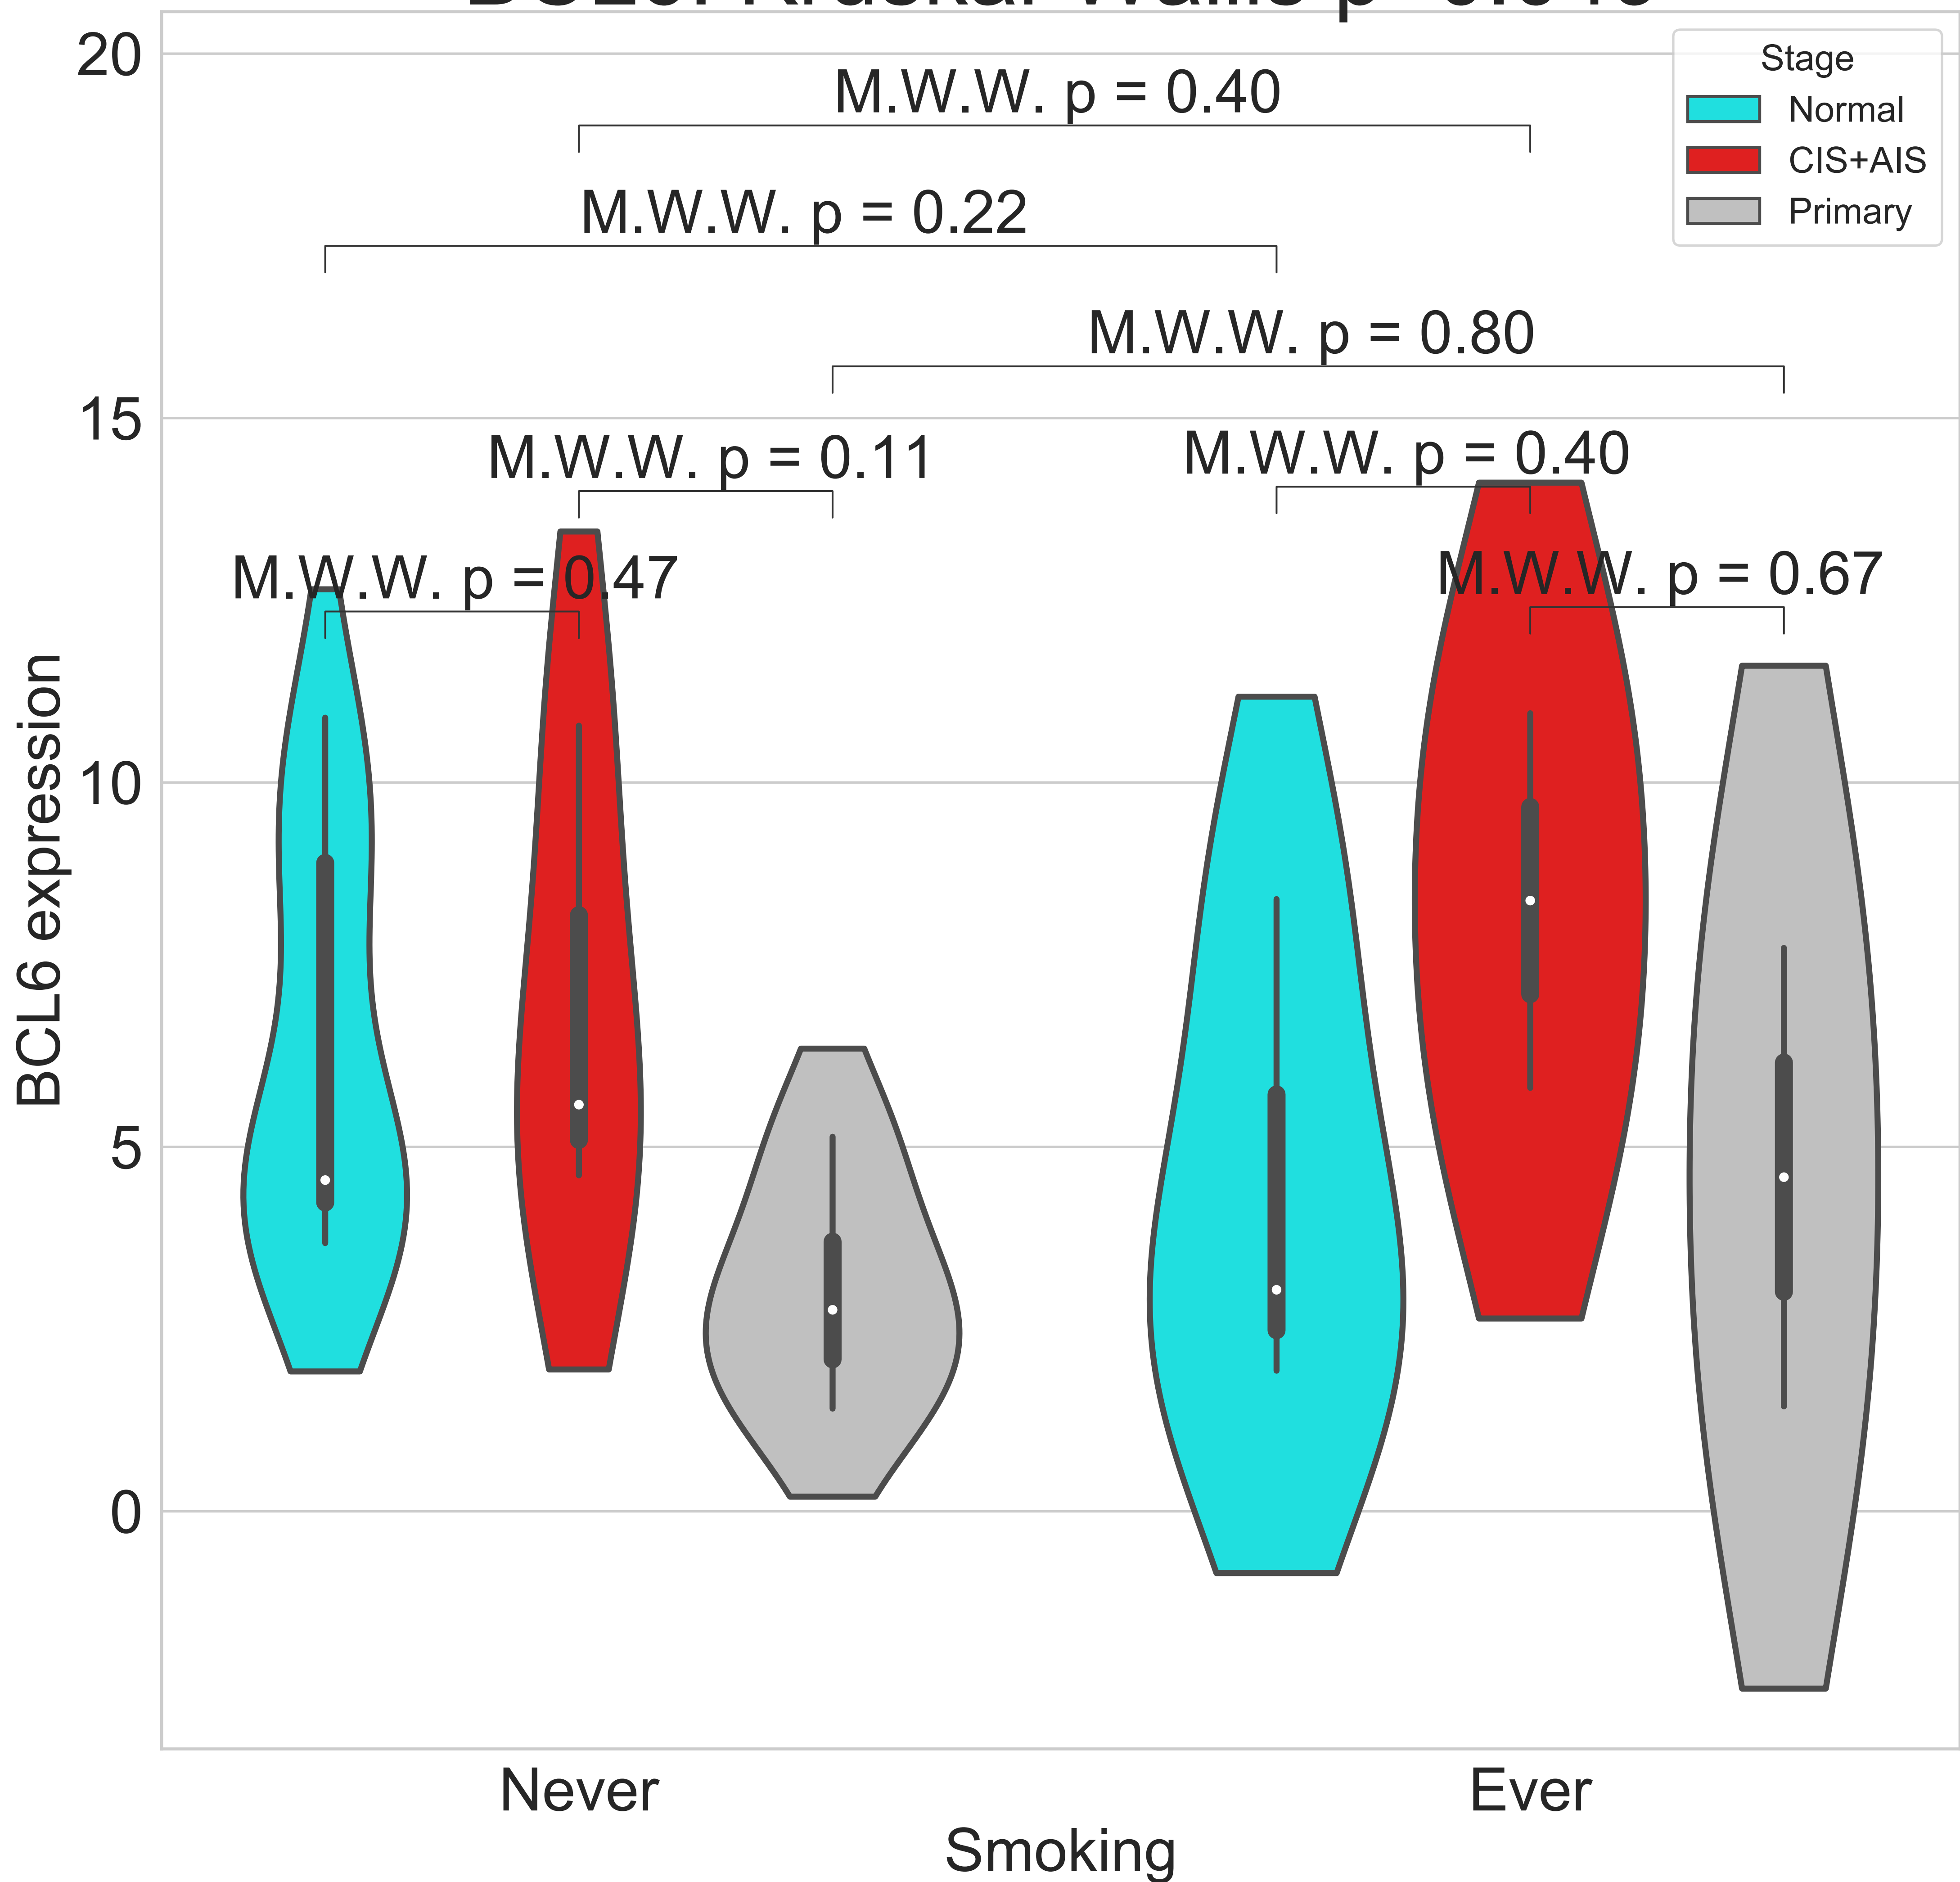 20
M.W.W. p = 0.40
Stage
Normal
CIS+AIS
Primary
M.W.W. p = 0.22
M.W.W. p = 0.80
15
M.W.W. p = 0.11
M.W.W. p = 0.40
M.W.W. p = 0.47
M.W.W. p = 0.67
10
BCL6 expression
5
0
Never
Ever
Smoking